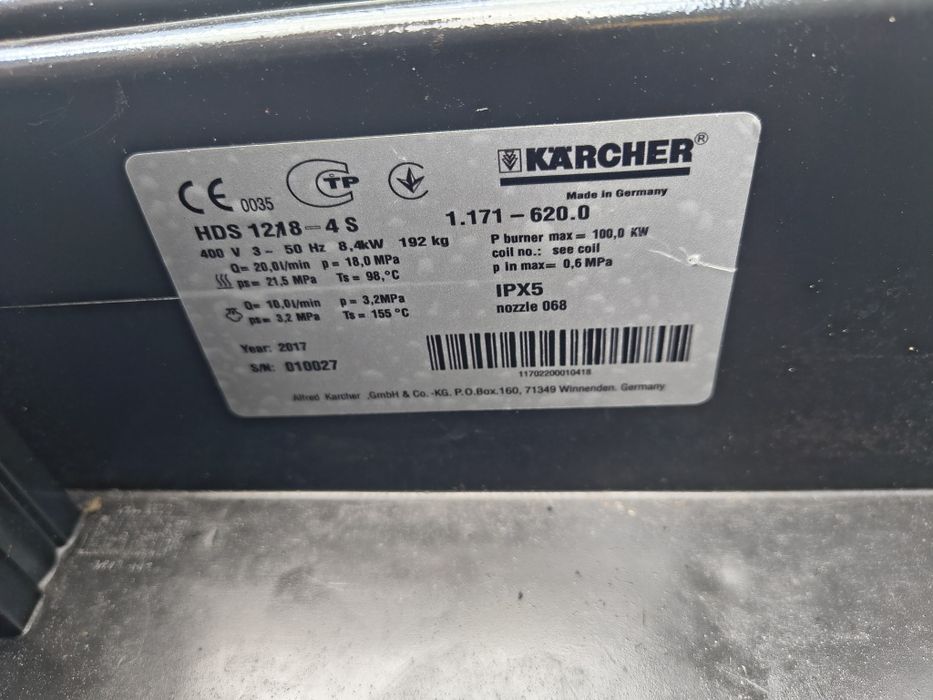 CE 0035
CTP
KÄRCHER®
Made in Germany
HDS 12/18-4 S
1.171-620.0
400 V 3~ 50 Hz 8,4kW 192 kg
Q= 20,0l/min p = 18,0 MPa
ps= 21,5 MPa Ts = 98,°C
Q= 10,0l/min p = 3,2MPa
ps= 3,2 MPa Ts = 155 °C
P burner max = 100,0 KW
coil no.: see coil
p in max= 0,6 MPa
IPX5
nozzle 068
Year: 2017
S/N: 010027
11702200010418
Alfred Karcher .GmbH & Co. -KG. P.O.Box.160, 71349 Winnenden. Germany